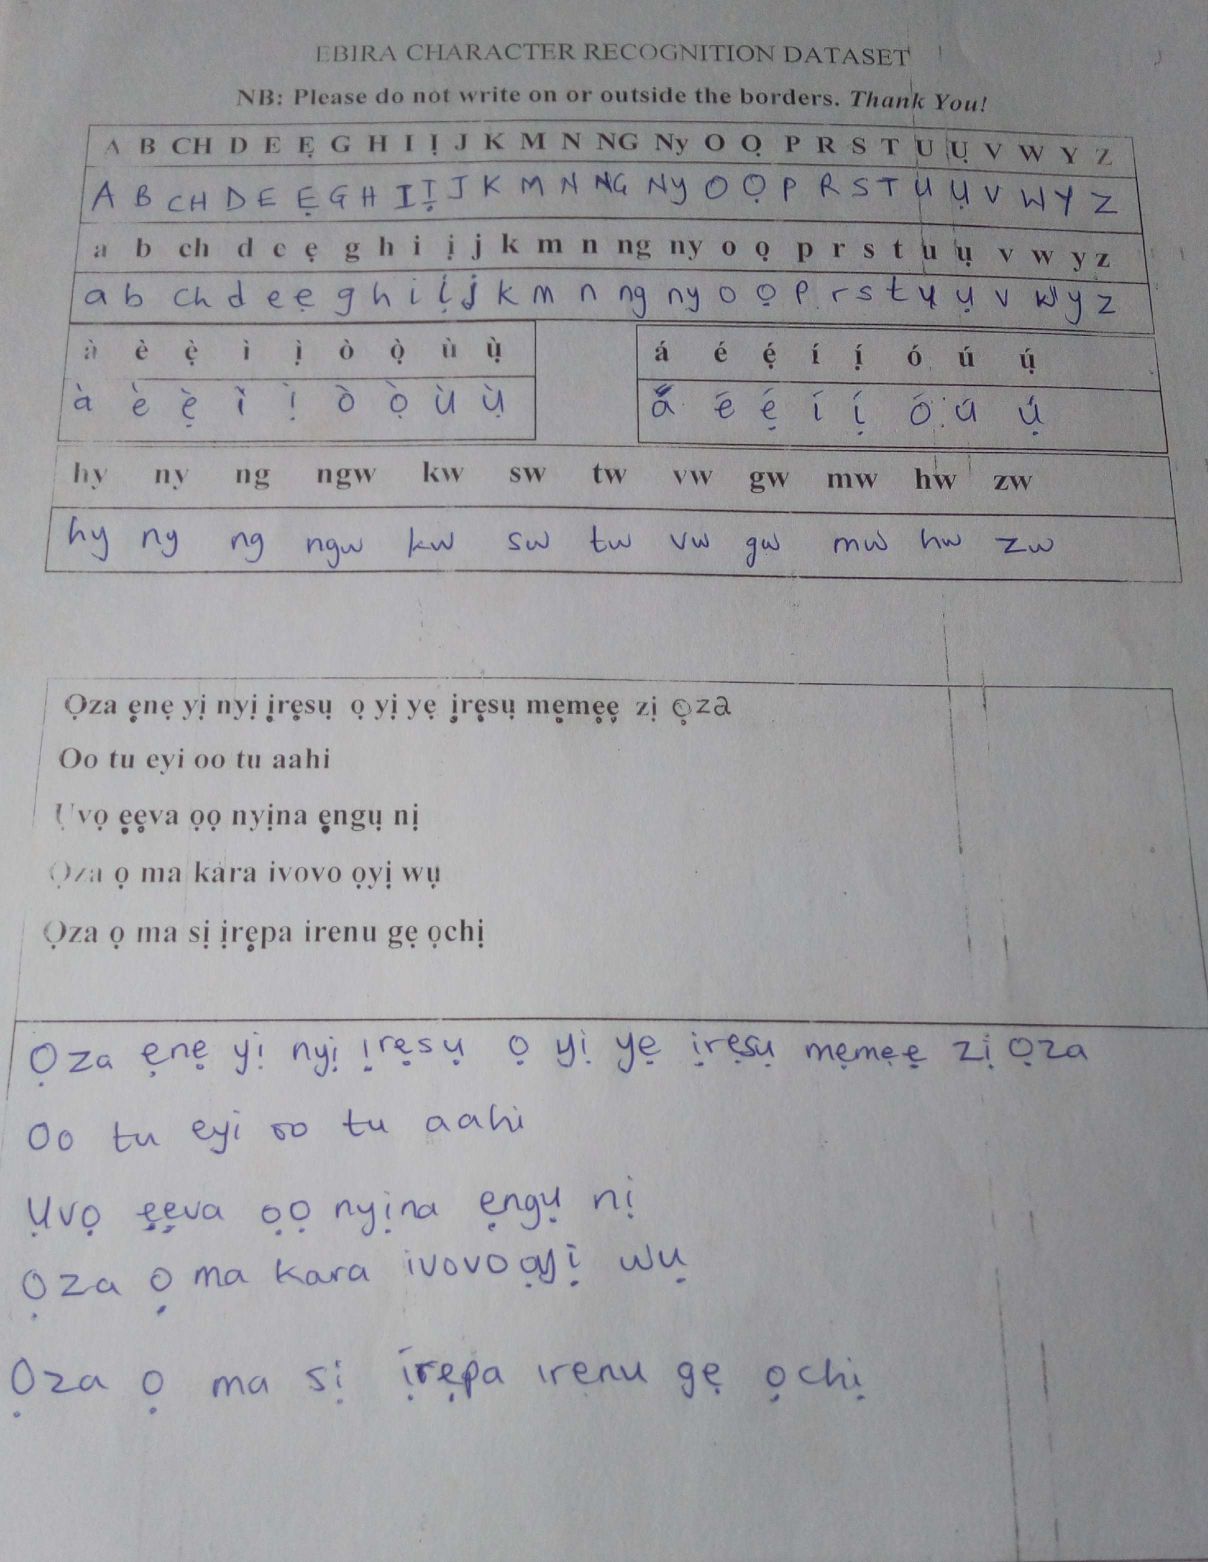 EBIRA CHARACTER RECOGNITION DATASET
NB: Please do not write on or outside the borders. Thank You!
A B CH D E Ẹ G H I Ị J K M N NG Ny O Ọ P R S T U Ụ V W Y Z
A B CH D E Ẹ G H I Ị J K M N NG Ny O Ọ P R S T U Ụ V W Y Z
a b ch d e ẹ g h i ị j k m n ng ny o ọ p r s t u ụ v w y z
a b ch d e ẹ g h i ị j k m n ng ny o ọ p r s t u ụ v w y z
à è ẹ̀ ì ị̀ ò ọ̀ ù ụ̀ á é ẹ́ í ị́ ó ú ụ́
à è ẹ̀ ì ị̀ ò ọ̀ ù ụ̀ á é ẹ́ í ị́ ó ú ụ́
hy ny ng ngw kw sw tw vw gw mw hw zw
hy ny ng ngw kw sw tw vw gw mw hw zw
Ọza ẹnẹ yị nyị ịrẹsụ ọ yị yẹ ịrẹsụ mẹmẹẹ zị ọza
Oo tu eyi oo tu aahi
Ụvọ ẹẹva ọọ nyịna ẹngụ nị
Ọza ọ ma kara ivovo ọyị wụ
Ọza ọ ma sị ịrẹpa irenu gẹ ọchị
Ọza ẹnẹ yị nyị ịrẹsụ ọ yị yẹ ịrẹsụ mẹmẹẹ zị ọza
Oo tu eyi oo tu aahi
Ụvọ ẹẹva ọọ nyịna ẹngụ nị
Ọza ọ ma kara ivovo ọyị wụ
Ọza ọ ma sị ịrẹpa irenu gẹ ọchị